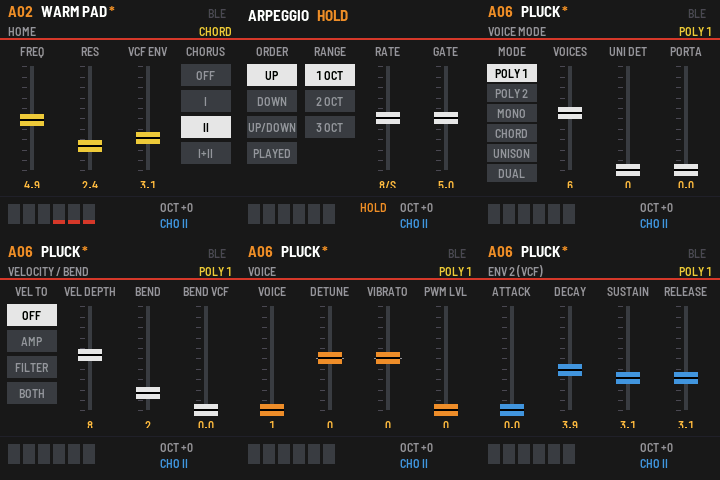 A02 WARM PAD* BLE
HOME CHORD
FREQ RES VCF ENV CHORUS
OFF
I
II
I+II
4.9 2.4 3.1
OCT+0
CHO II
ARPEGGIO HOLD
ORDER RANGE RATE GATE
UP 1 OCT
DOWN 2 OCT
UP/DOWN 3 OCT
PLAYED
8/S 5.0
HOLD OCT+0
CHO II
A06 PLUCK* BLE
VOICE MODE POLY 1
MODE VOICES UNI DET PORTA
POLY 1
POLY 2
MONO
CHORD
UNISON
DUAL
6 0 0.0
OCT+0
CHO II
A06 PLUCK* BLE
VELOCITY / BEND POLY 1
VEL TO VEL DEPTH BEND BEND VCF
OFF
AMP
FILTER
BOTH
8 2 0.0
OCT+0
CHO II
A06 PLUCK* BLE
VOICE POLY 1
VOICE DETUNE VIBRATO PWM LVL
1 0 0 0
OCT+0
CHO II
A06 PLUCK* BLE
ENV 2 (VCF) POLY 1
ATTACK DECAY SUSTAIN RELEASE
0.0 3.9 3.1 3.1
OCT+0
CHO II